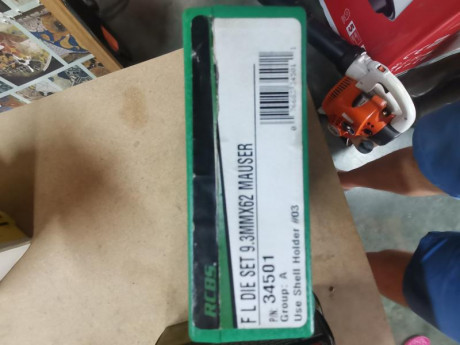 RCBS.
F L DIE SET 9.3MMX62 MAUSER
P/N: 34501
Group: A
Use Shell Holder #03